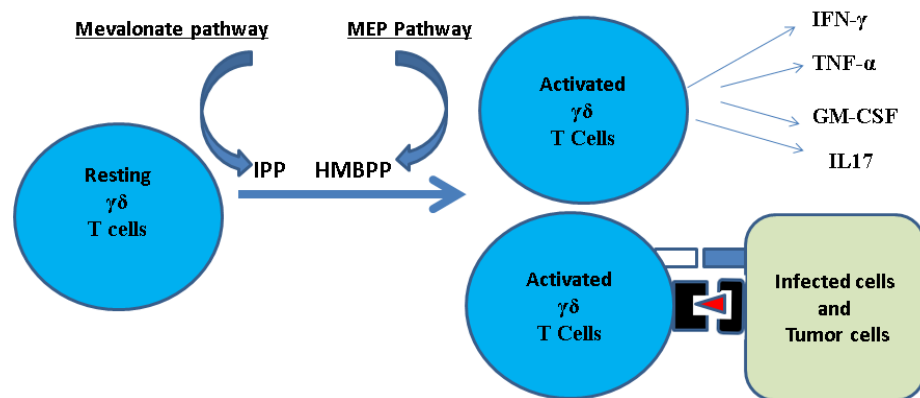 Mevalonate pathway
MEP Pathway
IFN-γ
TNF-α
GM-CSF
IL17
Activated
γδ
T Cells
IPP
HMBPP
Resting
γδ
T cells
Activated
γδ
T Cells
Infected cells
and
Tumor cells